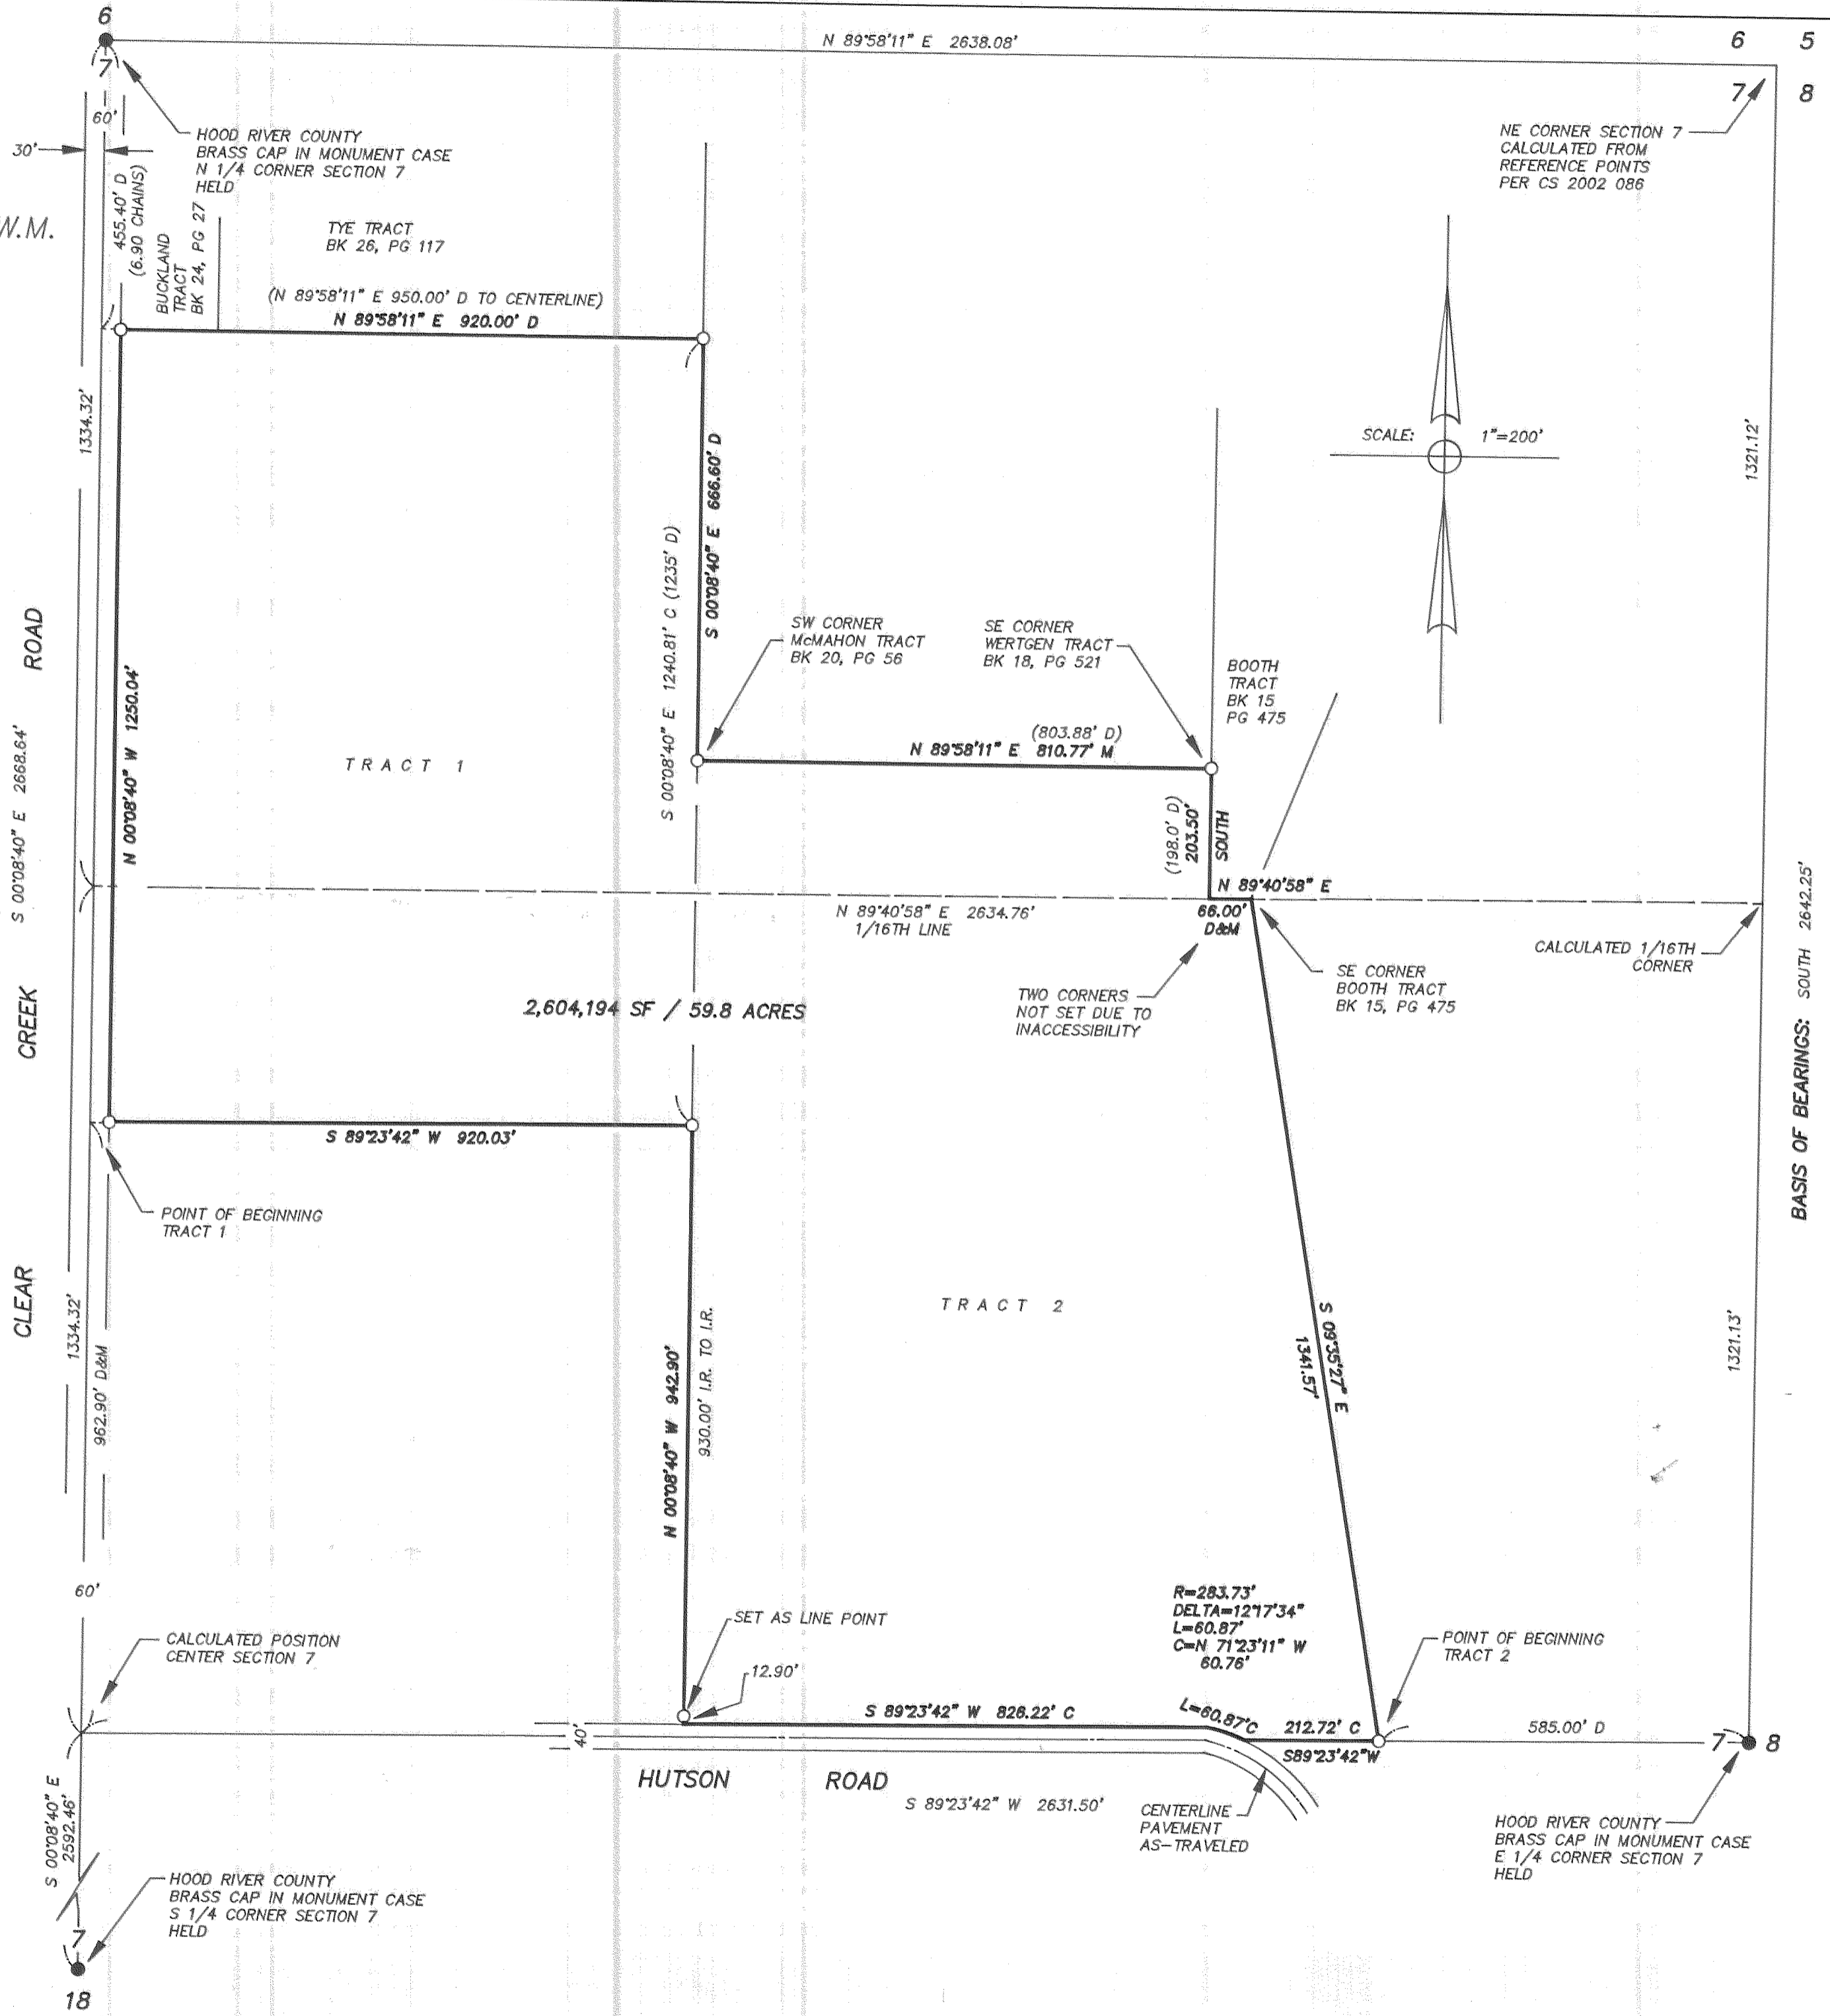 6
7
N 89°58'11" E 2638.08'
6 5
7 8
60'
30'
HOOD RIVER COUNTY
BRASS CAP IN MONUMENT CASE
N 1/4 CORNER SECTION 7
HELD
NE CORNER SECTION 7
CALCULATED FROM
REFERENCE POINTS
PER CS 2002 086
W.M.
455.40' D
(6.90 CHAINS)
BUCKLAND
TRACT
BK 24, PG 27
TYE TRACT
BK 26, PG 117
(N 89°58'11" E 950.00' D TO CENTERLINE)
N 89°58'11" E 920.00' D
1334.32'
SCALE: 1"=200'
1321.12'
S 00°08'40" E 666.60' D
S 00°08'40" E 1240.81' C (1235' D)
N 00°08'40" W 1250.04'
S 00°08'40" E 2668.64'
CLEAR CREEK ROAD
SW CORNER
McMAHON TRACT
BK 20, PG 56
SE CORNER
WERTGEN TRACT
BK 18, PG 521
BOOTH
TRACT
BK 15
PG 475
(803.88' D)
N 89°58'11" E 810.77' M
TRACT 1
(198.0' D)
203.50'
SOUTH
N 89°40'58" E
66.00'
D&M
N 89°40'58" E 2634.76'
1/16TH LINE
CALCULATED 1/16TH
CORNER
SE CORNER
BOOTH TRACT
BK 15, PG 475
TWO CORNERS
NOT SET DUE TO
INACCESSIBILITY
2,604,194 SF / 59.8 ACRES
BASIS OF BEARINGS: SOUTH 2642.25'
S 89°23'42" W 920.03'
POINT OF BEGINNING
TRACT 1
TRACT 2
1334.32'
962.90' D&M
N 00°08'40" W 942.90'
930.00' I.R. TO I.R.
S 09°35'27" E
1341.57'
1321.13'
60'
SET AS LINE POINT
12.90'
R=283.73'
DELTA=12°17'34"
L=60.87'
C=N 71°23'11" W
60.76'
POINT OF BEGINNING
TRACT 2
CALCULATED POSITION
CENTER SECTION 7
S 89°23'42" W 826.22' C
L=60.87'C
212.72' C
S89°23'42"W
585.00' D
7 8
40'
HUTSON ROAD
S 89°23'42" W 2631.50'
CENTERLINE
PAVEMENT
AS-TRAVELED
HOOD RIVER COUNTY
BRASS CAP IN MONUMENT CASE
E 1/4 CORNER SECTION 7
HELD
S 00°08'40" E
2592.46'
HOOD RIVER COUNTY
BRASS CAP IN MONUMENT CASE
S 1/4 CORNER SECTION 7
HELD
7
18